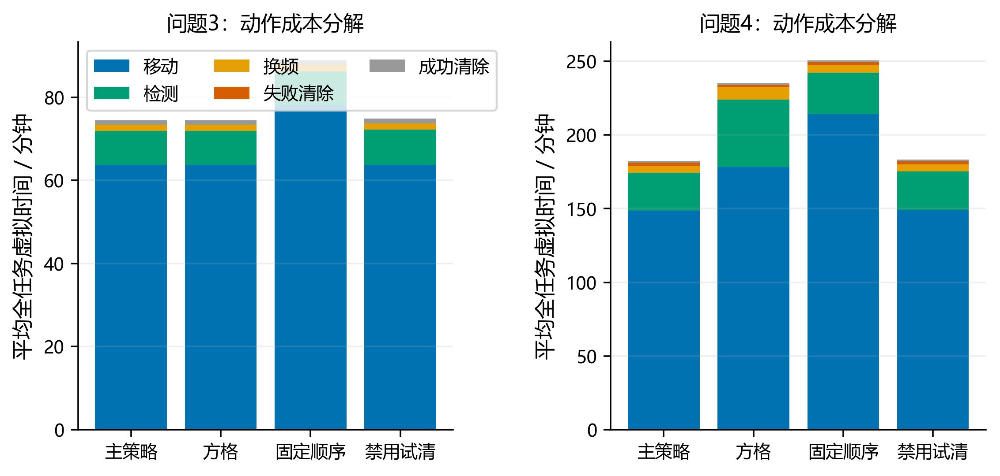 问题3：动作成本分解
移动
换频
成功清除
检测
失败清除
平均全任务虚拟时间 / 分钟
80
60
40
20
0
主策略
方格
固定顺序
禁用试清
问题4：动作成本分解
平均全任务虚拟时间 / 分钟
250
200
150
100
50
0
主策略
方格
固定顺序
禁用试清